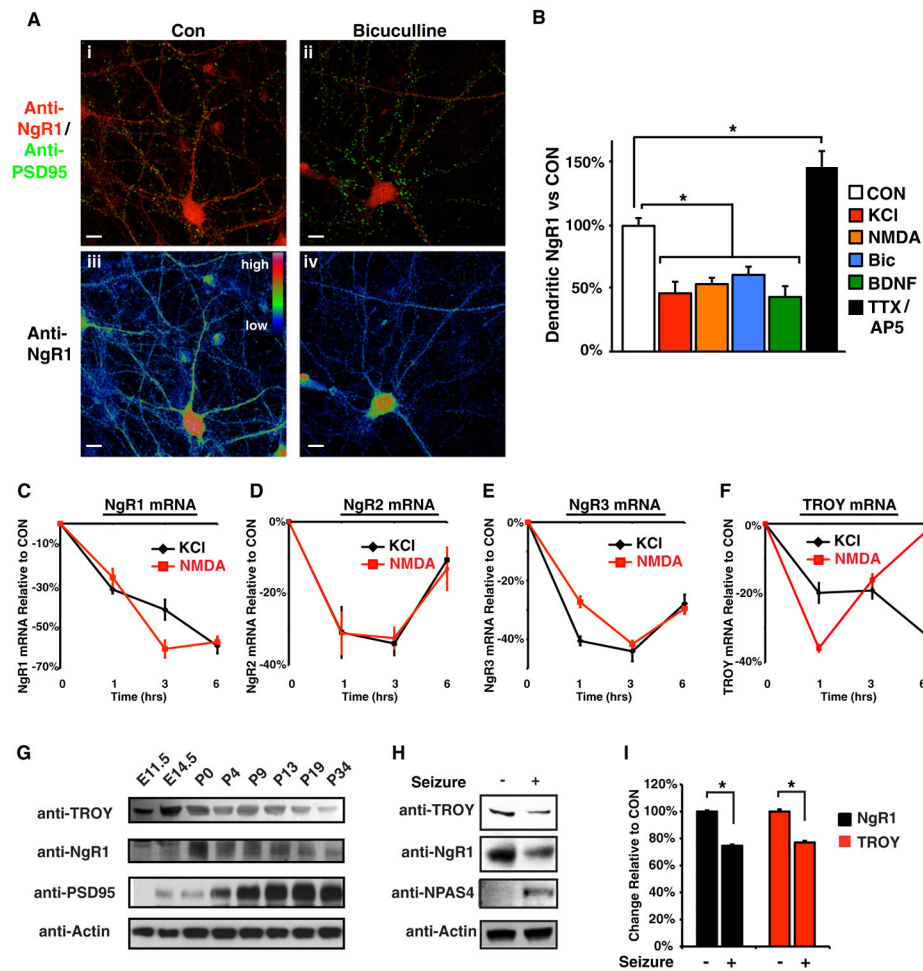 A
Con
Bicuculline
i
ii
Anti-
NgR1/
Anti-
PSD95
iii
high
low
iv
Anti-
NgR1
B
Dendritic NgR1 vs CON
150%
100%
50%
0%
*
*
CON
KCl
NMDA
Bic
BDNF
TTX/
AP5
C
NgR1 mRNA
NgR1 mRNA Relative to CON
-10%
-30%
-50%
-70%
KCl
NMDA
0 1 3 6
Time (hrs)
D
NgR2 mRNA
NgR2 mRNA Relative to CON
0%
-20%
-40%
KCl
NMDA
0 1 3 6
Time (hrs)
E
NgR3 mRNA
NgR3 mRNA Relative to CON
0%
-20%
-40%
KCl
NMDA
0 1 3 6
Time (hrs)
F
TROY mRNA
TROY mRNA Relative to CON
0%
-20%
-40%
KCl
NMDA
0 1 3 6
Time (hrs)
G
E11.5 E14.5 P0 P4 P9 P13 P19 P34
anti-TROY
anti-NgR1
anti-PSD95
anti-Actin
H
Seizure - +
anti-TROY
anti-NgR1
anti-NPAS4
anti-Actin
I
Change Relative to CON
120%
100%
80%
60%
40%
20%
0%
*
*
NgR1
TROY
- + - +
Seizure